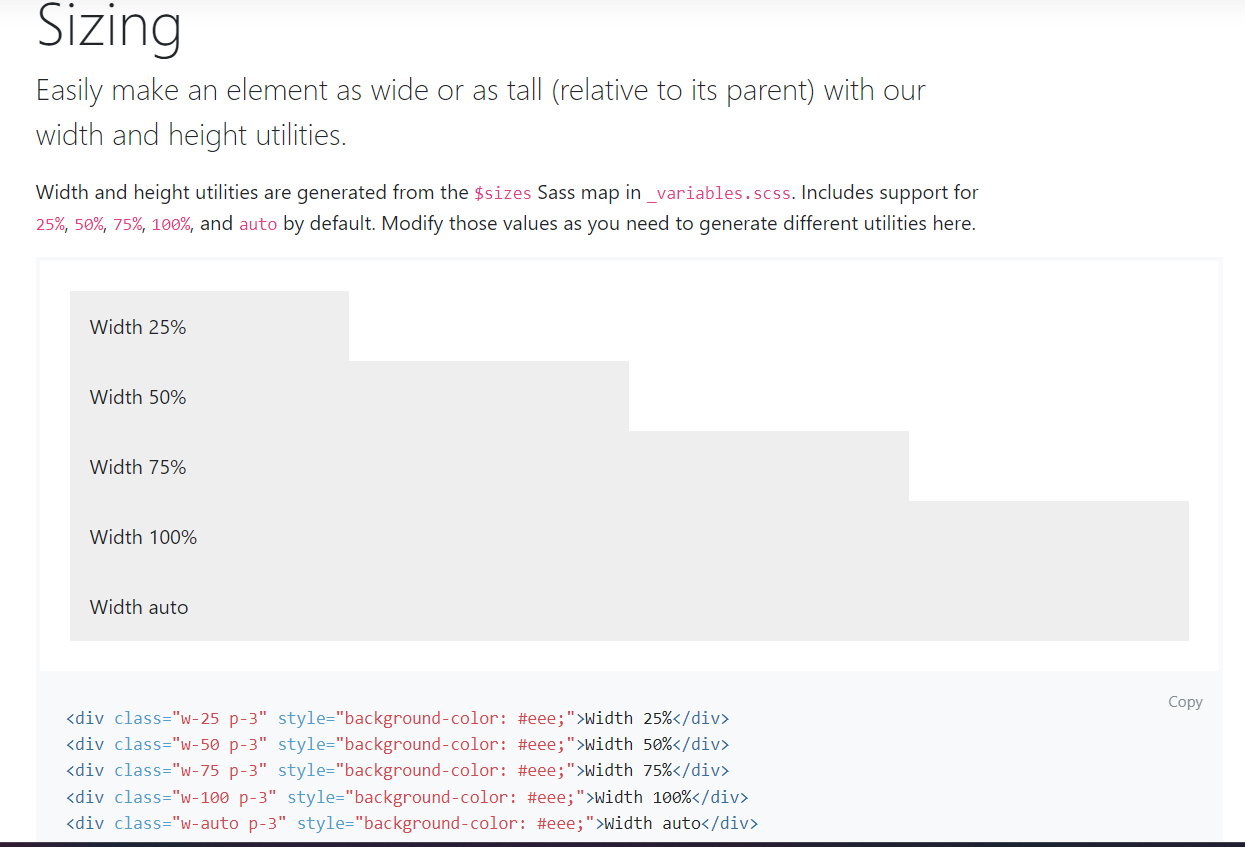 Sizing
Easily make an element as wide or as tall (relative to its parent) with our
width and height utilities.
Width and height utilities are generated from the $sizes Sass map in _variables.scss. Includes support for
25%, 50%, 75%, 100%, and auto by default. Modify those values as you need to generate different utilities here.
Width 25%
Width 50%
Width 75%
Width 100%
Width auto
Copy
<div class="w-25 p-3" style="background-color: #eee;">Width 25%</div>
<div class="w-50 p-3" style="background-color: #eee;">Width 50%</div>
<div class="w-75 p-3" style="background-color: #eee;">Width 75%</div>
<div class="w-100 p-3" style="background-color: #eee;">Width 100%</div>
<div class="w-auto p-3" style="background-color: #eee;">Width auto</div>